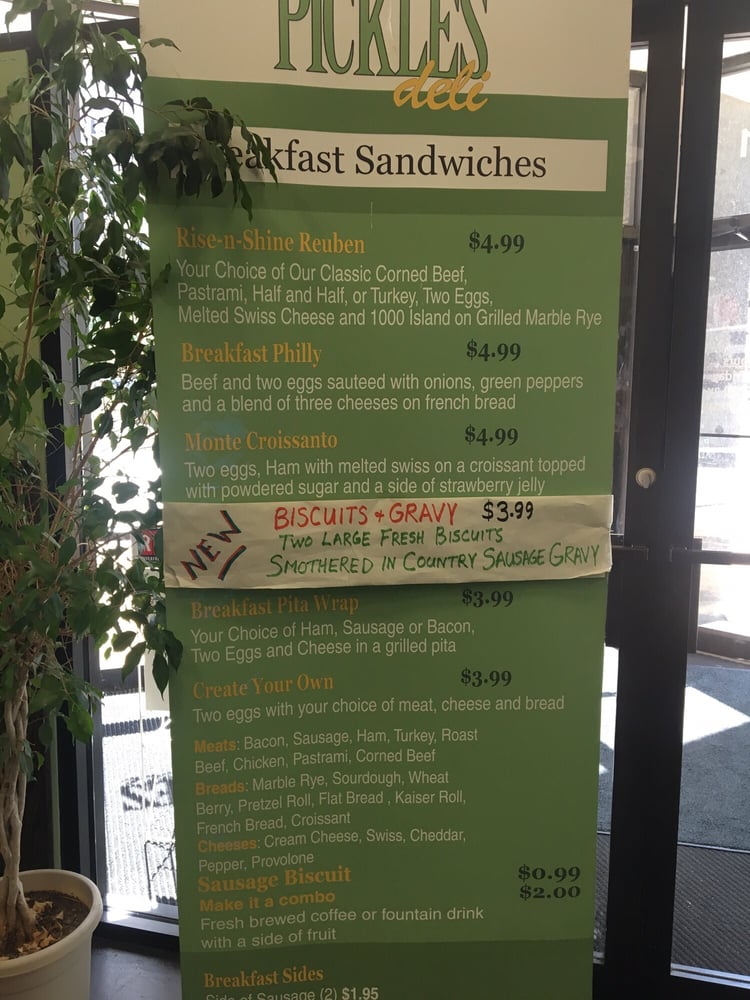 PICKLES
deli
eakfast Sandwiches
Rise-n-Shine Reuben $4.99
Your Choice of Our Classic Corned Beef,
Pastrami, Half and Half, or Turkey, Two Eggs,
Melted Swiss Cheese and 1000 Island on Grilled Marble Rye
Breakfast Philly $4.99
Beef and two eggs sauteed with onions, green peppers
and a blend of three cheeses on french bread
Monte Croissanto $4.99
Two eggs, Ham with melted swiss on a croissant topped
with powdered sugar and a side of strawberry jelly
NEW
BISCUITS + GRAVY $3.99
TWO LARGE FRESH BISCUITS
SMOTHERED IN COUNTRY SAUSAGE GRAVY
Breakfast Pita Wrap $3.99
Your Choice of Ham, Sausage or Bacon,
Two Eggs and Cheese in a grilled pita
Create Your Own $3.99
Two eggs with your choice of meat, cheese and bread
Meats: Bacon, Sausage, Ham, Turkey, Roast
Beef, Chicken, Pastrami, Corned Beef
Breads: Marble Rye, Sourdough, Wheat
Berry, Pretzel Roll, Flat Bread , Kaiser Roll,
French Bread, Croissant
Cheeses: Cream Cheese, Swiss, Cheddar,
Pepper, Provolone
Sausage Biscuit $0.99
Make it a combo $2.00
Fresh brewed coffee or fountain drink
with a side of fruit
Breakfast Sides
Side of Sausage (2) $1.95